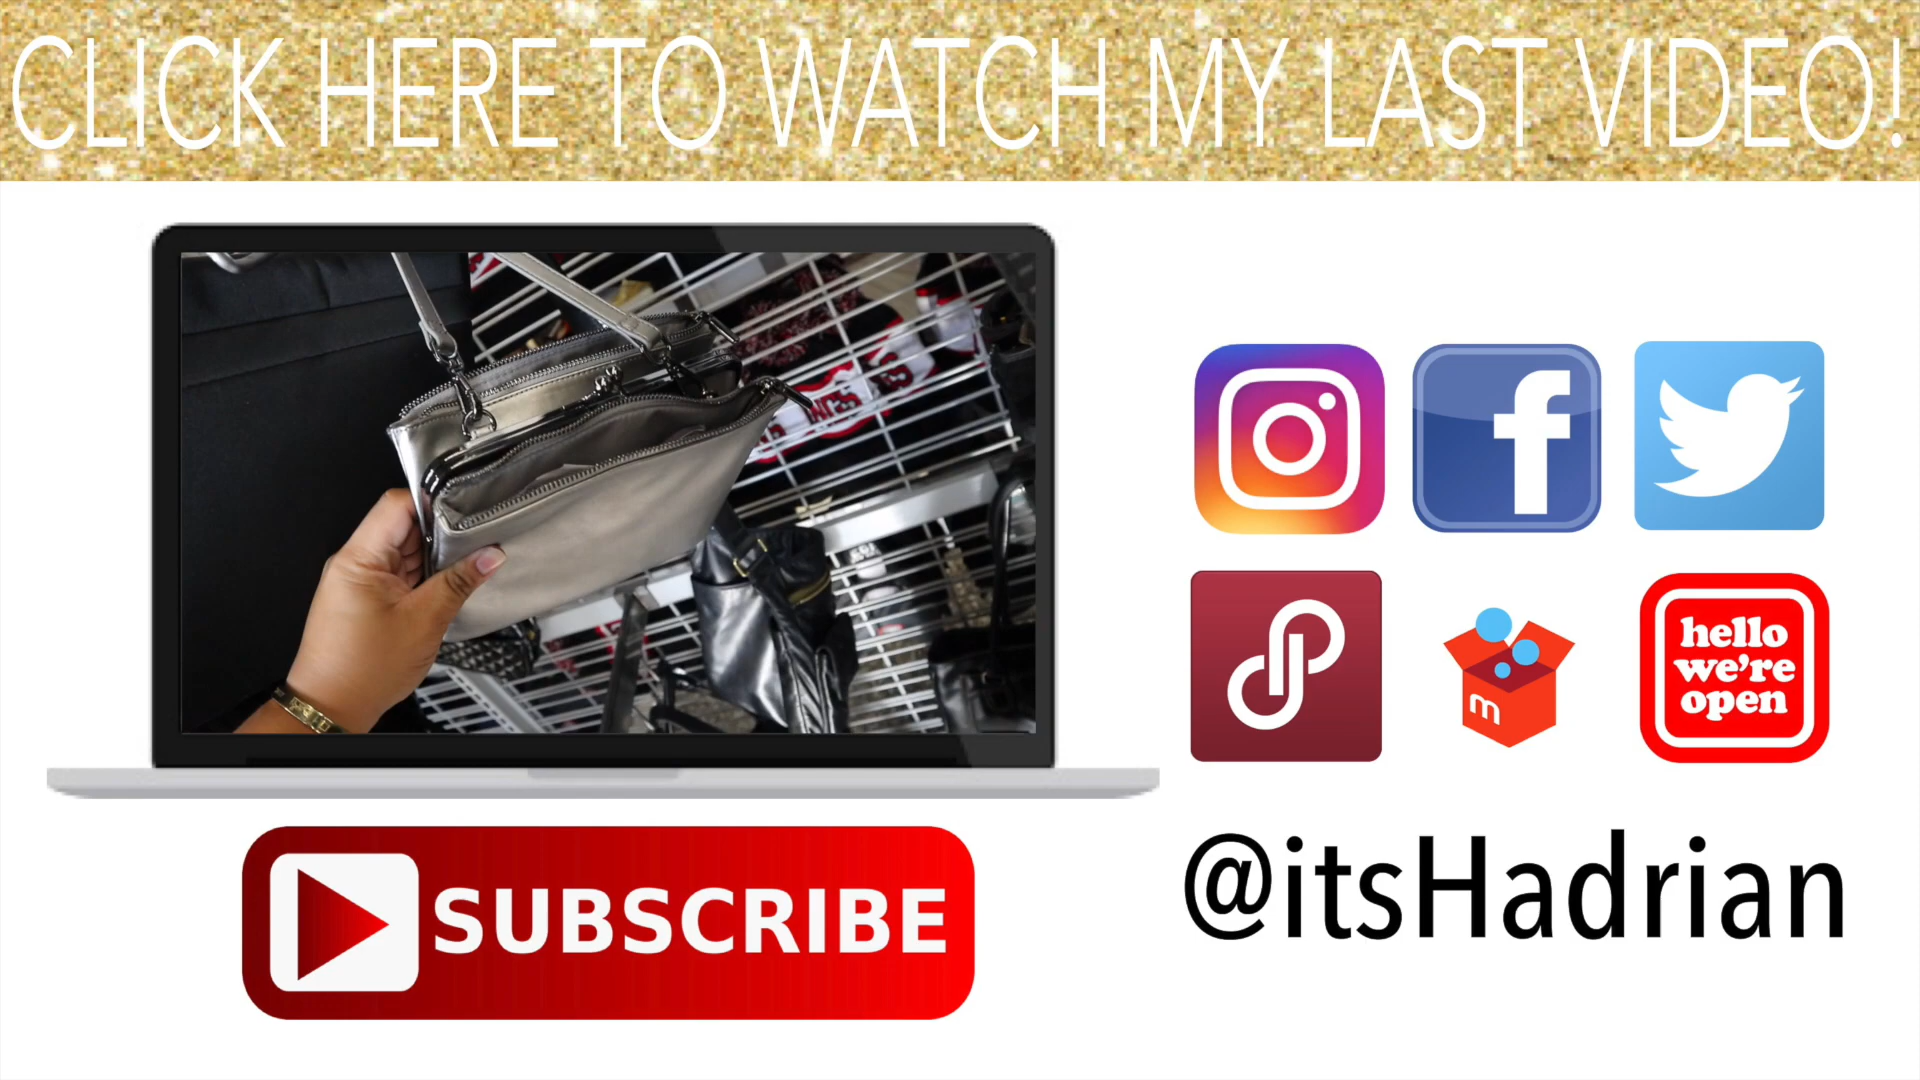 CLICK HERE TO WATCH MY LAST VIDEO!
hello
we're
open
m
SUBSCRIBE
@itsHadrian